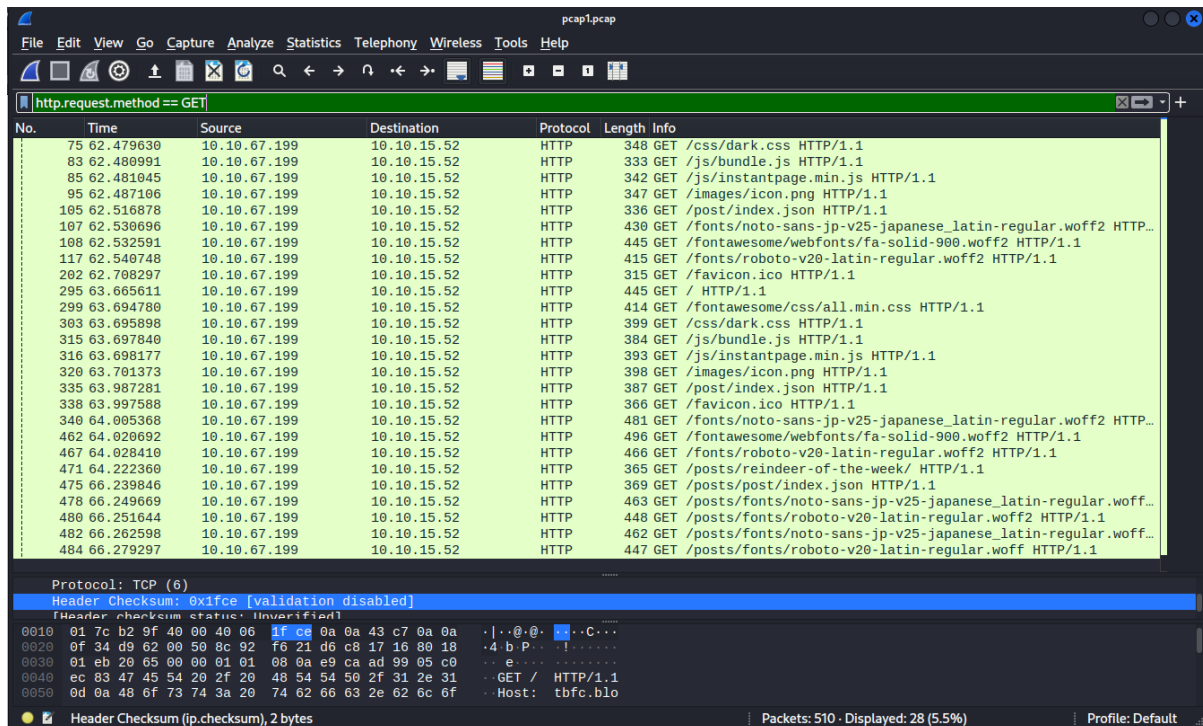 pcap1.pcap
File Edit View Go Capture Analyze Statistics Telephony Wireless Tools Help
http.request.method == GET
No. Time Source Destination Protocol Length Info
75 62.479630 10.10.67.199 10.10.15.52 HTTP 348 GET /css/dark.css HTTP/1.1
83 62.480991 10.10.67.199 10.10.15.52 HTTP 333 GET /js/bundle.js HTTP/1.1
85 62.481045 10.10.67.199 10.10.15.52 HTTP 342 GET /js/instantpage.min.js HTTP/1.1
95 62.487106 10.10.67.199 10.10.15.52 HTTP 347 GET /images/icon.png HTTP/1.1
105 62.516878 10.10.67.199 10.10.15.52 HTTP 336 GET /post/index.json HTTP/1.1
107 62.530696 10.10.67.199 10.10.15.52 HTTP 430 GET /fonts/noto-sans-jp-v25-japanese_latin-regular.woff2 HTTP…
108 62.532591 10.10.67.199 10.10.15.52 HTTP 445 GET /fontawesome/webfonts/fa-solid-900.woff2 HTTP/1.1
117 62.540748 10.10.67.199 10.10.15.52 HTTP 415 GET /fonts/roboto-v20-latin-regular.woff2 HTTP/1.1
202 62.708297 10.10.67.199 10.10.15.52 HTTP 315 GET /favicon.ico HTTP/1.1
295 63.665611 10.10.67.199 10.10.15.52 HTTP 445 GET / HTTP/1.1
299 63.694780 10.10.67.199 10.10.15.52 HTTP 414 GET /fontawesome/css/all.min.css HTTP/1.1
303 63.695898 10.10.67.199 10.10.15.52 HTTP 399 GET /css/dark.css HTTP/1.1
315 63.697840 10.10.67.199 10.10.15.52 HTTP 384 GET /js/bundle.js HTTP/1.1
316 63.698177 10.10.67.199 10.10.15.52 HTTP 393 GET /js/instantpage.min.js HTTP/1.1
320 63.701373 10.10.67.199 10.10.15.52 HTTP 398 GET /images/icon.png HTTP/1.1
335 63.987281 10.10.67.199 10.10.15.52 HTTP 387 GET /post/index.json HTTP/1.1
338 63.997588 10.10.67.199 10.10.15.52 HTTP 366 GET /favicon.ico HTTP/1.1
340 64.005368 10.10.67.199 10.10.15.52 HTTP 481 GET /fonts/noto-sans-jp-v25-japanese_latin-regular.woff2 HTTP…
462 64.020692 10.10.67.199 10.10.15.52 HTTP 496 GET /fontawesome/webfonts/fa-solid-900.woff2 HTTP/1.1
467 64.028410 10.10.67.199 10.10.15.52 HTTP 466 GET /fonts/roboto-v20-latin-regular.woff2 HTTP/1.1
471 64.222360 10.10.67.199 10.10.15.52 HTTP 365 GET /posts/reindeer-of-the-week/ HTTP/1.1
475 66.239846 10.10.67.199 10.10.15.52 HTTP 369 GET /posts/post/index.json HTTP/1.1
478 66.249669 10.10.67.199 10.10.15.52 HTTP 463 GET /posts/fonts/noto-sans-jp-v25-japanese_latin-regular.woff…
480 66.251644 10.10.67.199 10.10.15.52 HTTP 448 GET /posts/fonts/roboto-v20-latin-regular.woff2 HTTP/1.1
482 66.262598 10.10.67.199 10.10.15.52 HTTP 462 GET /posts/fonts/noto-sans-jp-v25-japanese_latin-regular.woff…
484 66.279297 10.10.67.199 10.10.15.52 HTTP 447 GET /posts/fonts/roboto-v20-latin-regular.woff HTTP/1.1
Protocol: TCP (6)
Header Checksum: 0x1fce [validation disabled]
[Header checksum status: Unverified]
0010 01 7c b2 9f 40 00 40 06 1f ce 0a 0a 43 c7 0a 0a ·|··@·@· ····C···
0020 0f 34 d9 62 00 50 8c 92 f6 21 d6 c8 17 16 80 18 ·4·b·P·· ·!······
0030 01 eb 20 65 00 00 01 01 08 0a e9 ca ad 99 05 c0 ·· e···· ········
0040 ec 83 47 45 54 20 2f 20 48 54 54 50 2f 31 2e 31 ··GET / HTTP/1.1
0050 0d 0a 48 6f 73 74 3a 20 74 62 66 63 2e 62 6c 6f ··Host: tbfc.blo
Header Checksum (ip.checksum), 2 bytes Packets: 510 · Displayed: 28 (5.5%) Profile: Default